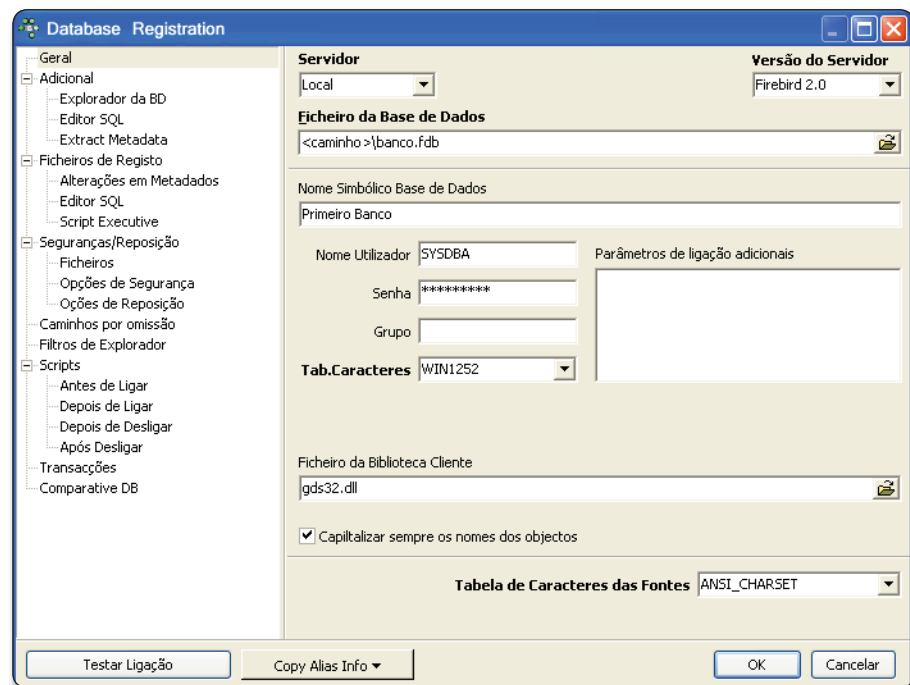 Database Registration
Geral
Adicional
Explorador da BD
Editor SQL
Extract Metadata
Ficheiros de Registo
Alterações em Metadados
Editor SQL
Script Executive
Seguranças/Reposição
Ficheiros
Opções de Segurança
Oções de Reposição
Caminhos por omissão
Filtros de Explorador
Scripts
Antes de Ligar
Depois de Ligar
Depois de Desligar
Após Desligar
Transacções
Comparative DB
Servidor
Versão do Servidor
Local
Firebird 2.0
Ficheiro da Base de Dados
<caminho>\banco.fdb
Nome Simbólico Base de Dados
Primeiro Banco
Nome Utilizador SYSDBA
Parâmetros de ligação adicionais
Senha *********
Grupo
Tab.Caracteres WIN1252
Ficheiro da Biblioteca Cliente
gds32.dll
Capiltalizar sempre os nomes dos objectos
Tabela de Caracteres das Fontes ANSI_CHARSET
Testar Ligação
Copy Alias Info
OK
Cancelar